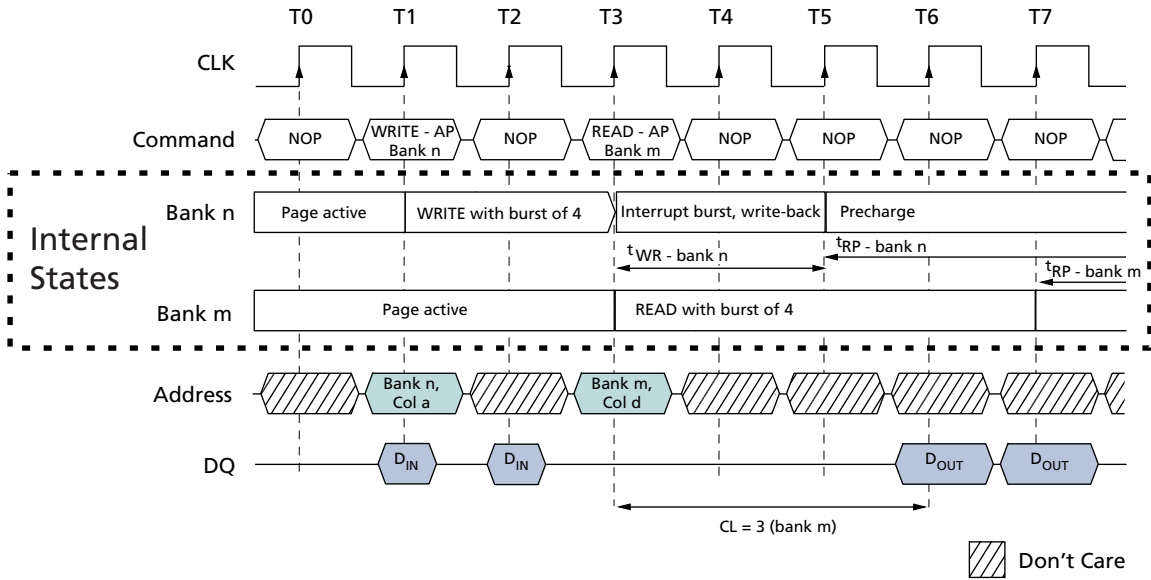 T0 T1 T2 T3 T4 T5 T6 T7
CLK
Command NOP WRITE - AP Bank n NOP READ - AP Bank m NOP NOP NOP NOP
Internal States
Bank n Page active WRITE with burst of 4 Interrupt burst, write-back Precharge
tWR - bank n tRP - bank n
tRP - bank m
Bank m Page active READ with burst of 4
Address Bank n, Col a Bank m, Col d
DQ DIN DIN DOUT DOUT
CL = 3 (bank m)
Don't Care